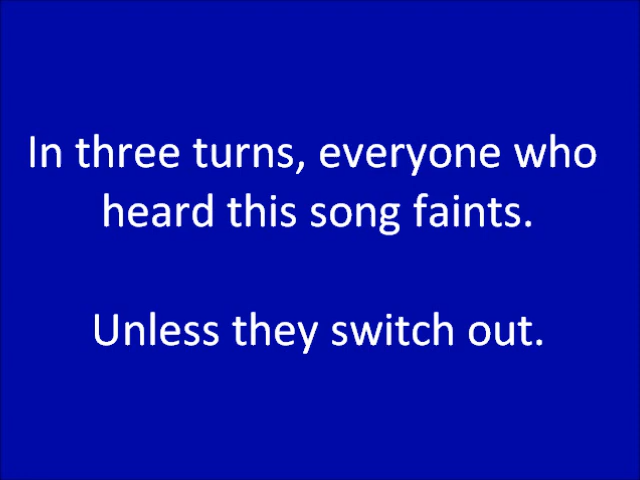 In three turns, everyone who
heard this song faints.
Unless they switch out.